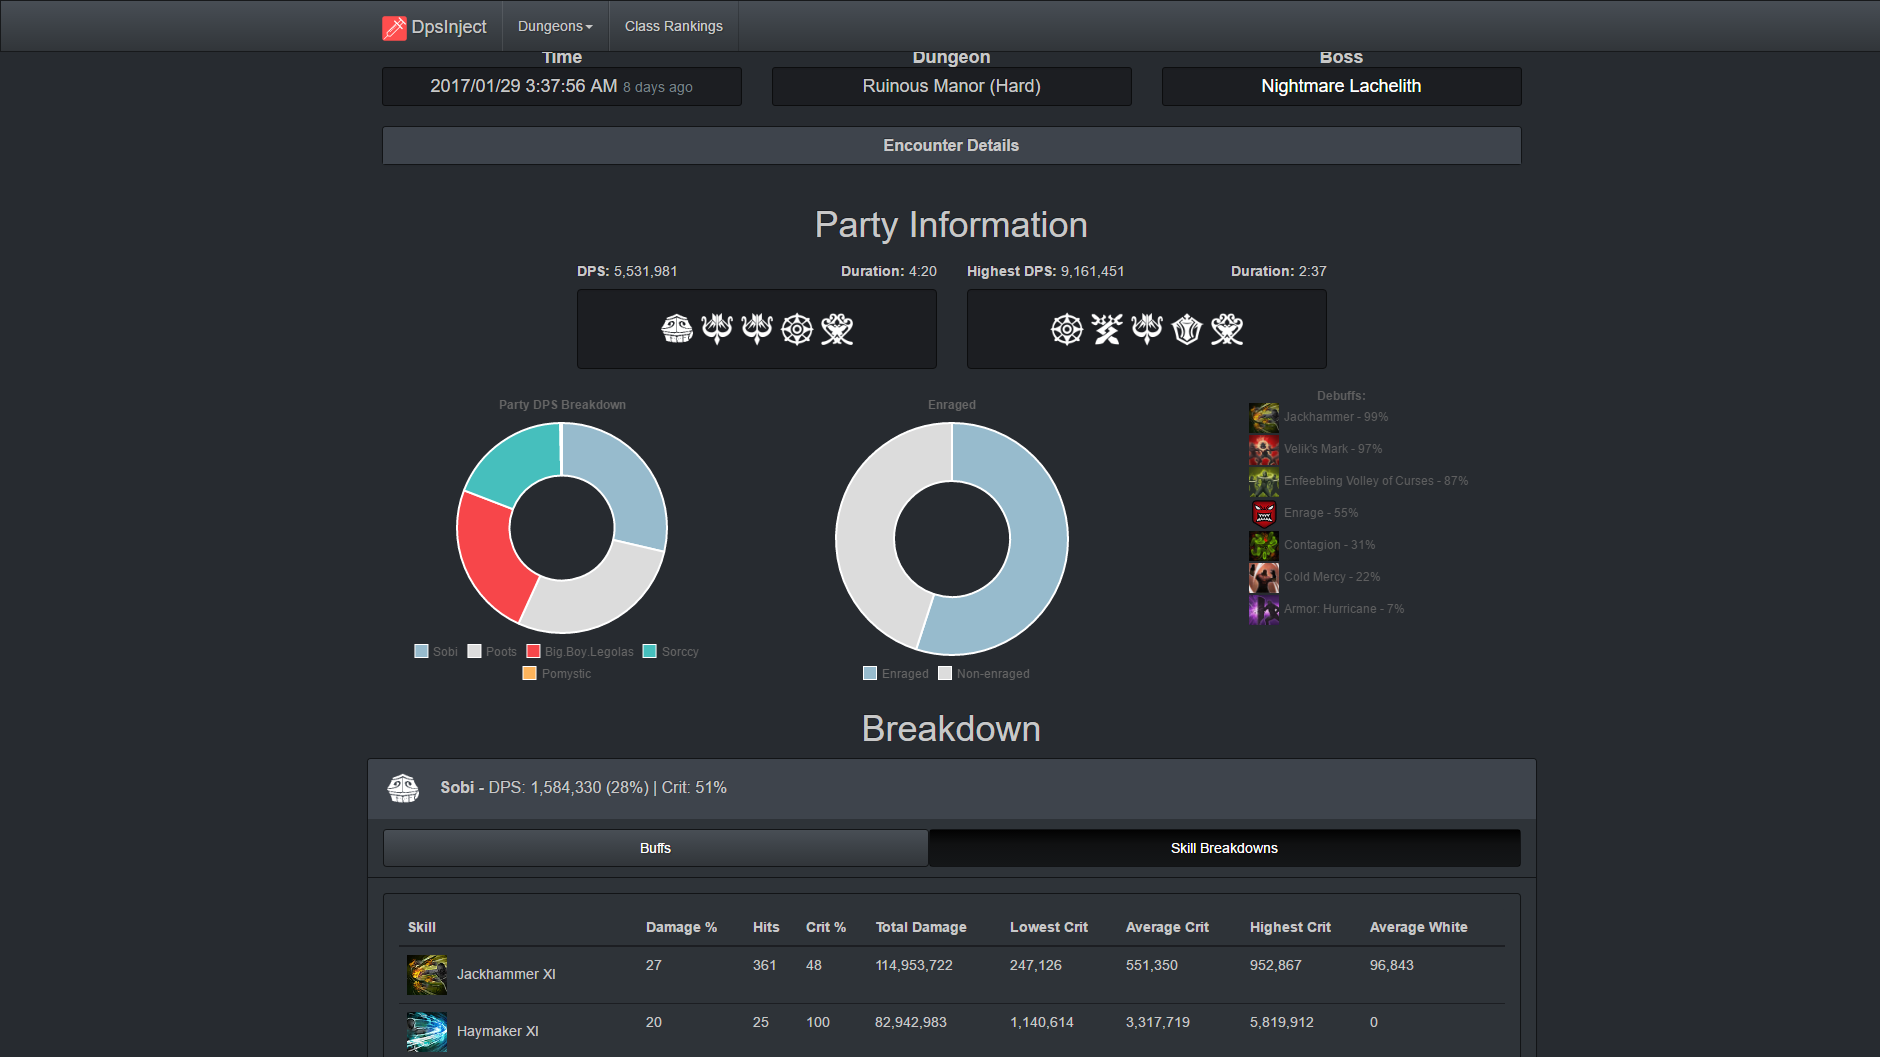 DpsInject Dungeons Class Rankings
Time Dungeon Boss
2017/01/29 3:37:56 AM 8 days ago Ruinous Manor (Hard) Nightmare Lachelith
Encounter Details
Party Information
DPS: 5,531,981 Duration: 4:20 Highest DPS: 9,161,451 Duration: 2:37
Party DPS Breakdown
Sobi Poots Big.Boy.Legolas Sorccy
Pomystic
Enraged
Enraged Non-enraged
Debuffs:
Jackhammer - 99%
Velik's Mark - 97%
Enfeebling Volley of Curses - 87%
Enrage - 55%
Contagion - 31%
Cold Mercy - 22%
Armor: Hurricane - 7%
Breakdown
Sobi - DPS: 1,584,330 (28%) | Crit: 51%
Buffs Skill Breakdowns
Skill Damage % Hits Crit % Total Damage Lowest Crit Average Crit Highest Crit Average White
Jackhammer XI 27 361 48 114,953,722 247,126 551,350 952,867 96,843
Haymaker XI 20 25 100 82,942,983 1,140,614 3,317,719 5,819,912 0